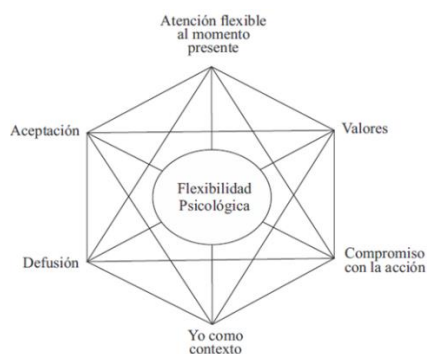 Atención flexible
al momento
presente
Aceptación
Valores
Flexibilidad
Psicológica
Defusión
Compromiso
con la acción
Yo como
contexto